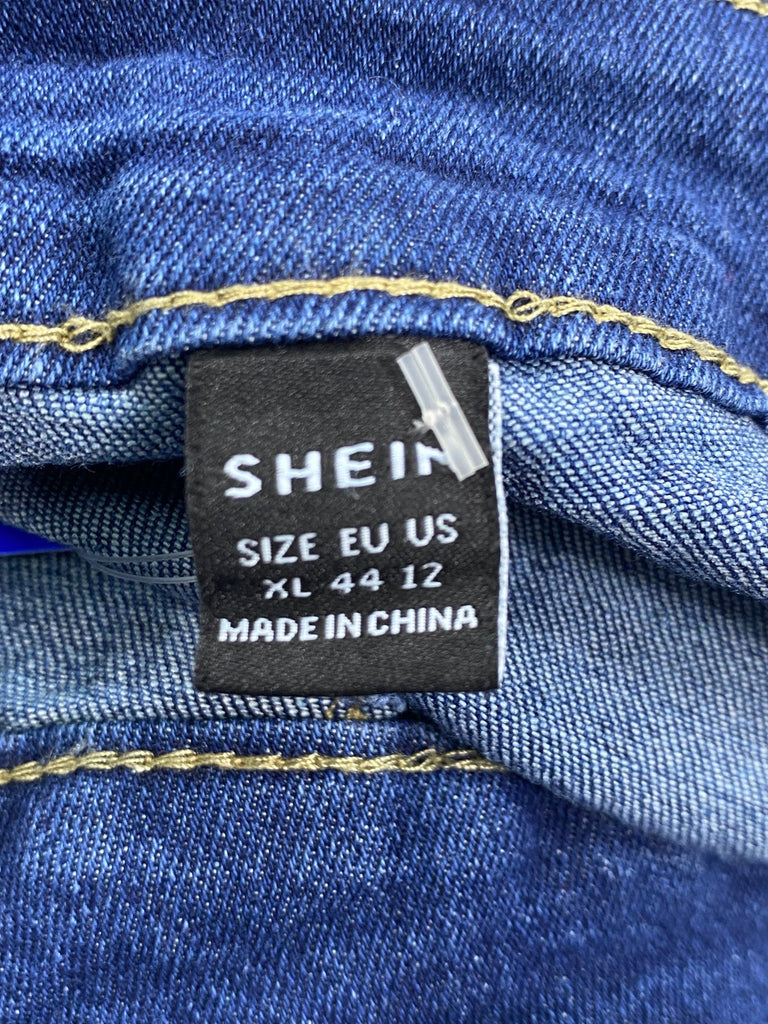 SHEIN
SIZE EU US
XL 44 12
MADE IN CHINA